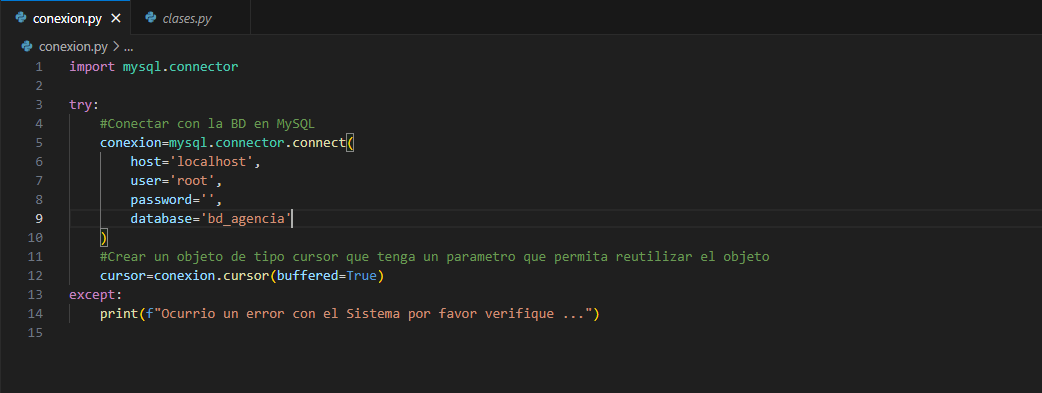 conexion.py
clases.py
conexion.py > ...
1 import mysql.connector
2
3 try:
4 #Conectar con la BD en MySQL
5 conexion=mysql.connector.connect(
6 host='localhost',
7 user='root',
8 password='',
9 database='bd_agencia'
10 )
11 #Crear un objeto de tipo cursor que tenga un parametro que permita reutilizar el objeto
12 cursor=conexion.cursor(buffered=True)
13 except:
14 print(f"Ocurrio un error con el Sistema por favor verifique ...")
15